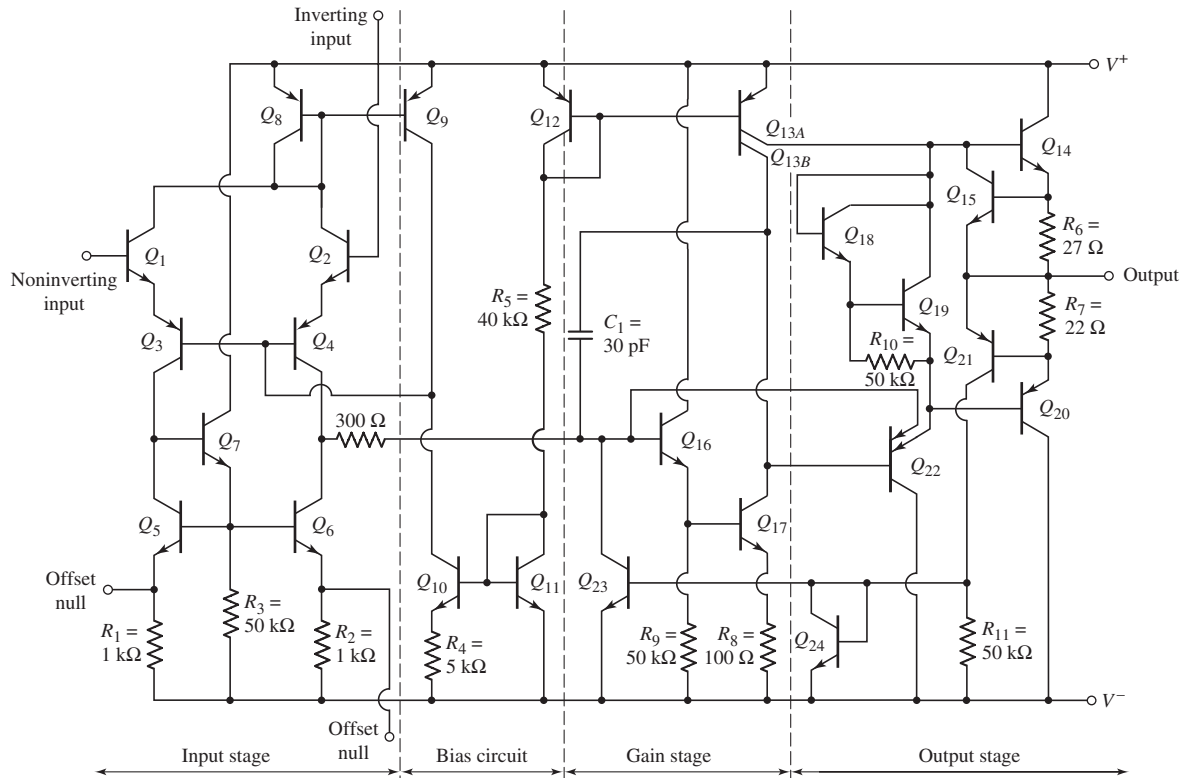 Inverting
input
V+
Q8
Q9
Q12
Q13A
Q13B
Q14
Q15
R6 =
27 Ω
Q1
Q2
Q18
Noninverting
input
Output
R5 =
40 kΩ
C1 =
30 pF
Q19
R7 =
22 Ω
Q3
Q4
R10 =
50 kΩ
Q21
Q20
300 Ω
Q7
Q16
Q22
Q5
Q6
Q17
Offset
null
Q10
Q11
Q23
R3 =
50 kΩ
R1 =
1 kΩ
R2 =
1 kΩ
R4 =
5 kΩ
R9 =
50 kΩ
R8 =
100 Ω
Q24
R11 =
50 kΩ
V−
Offset
null
Input stage
Bias circuit
Gain stage
Output stage